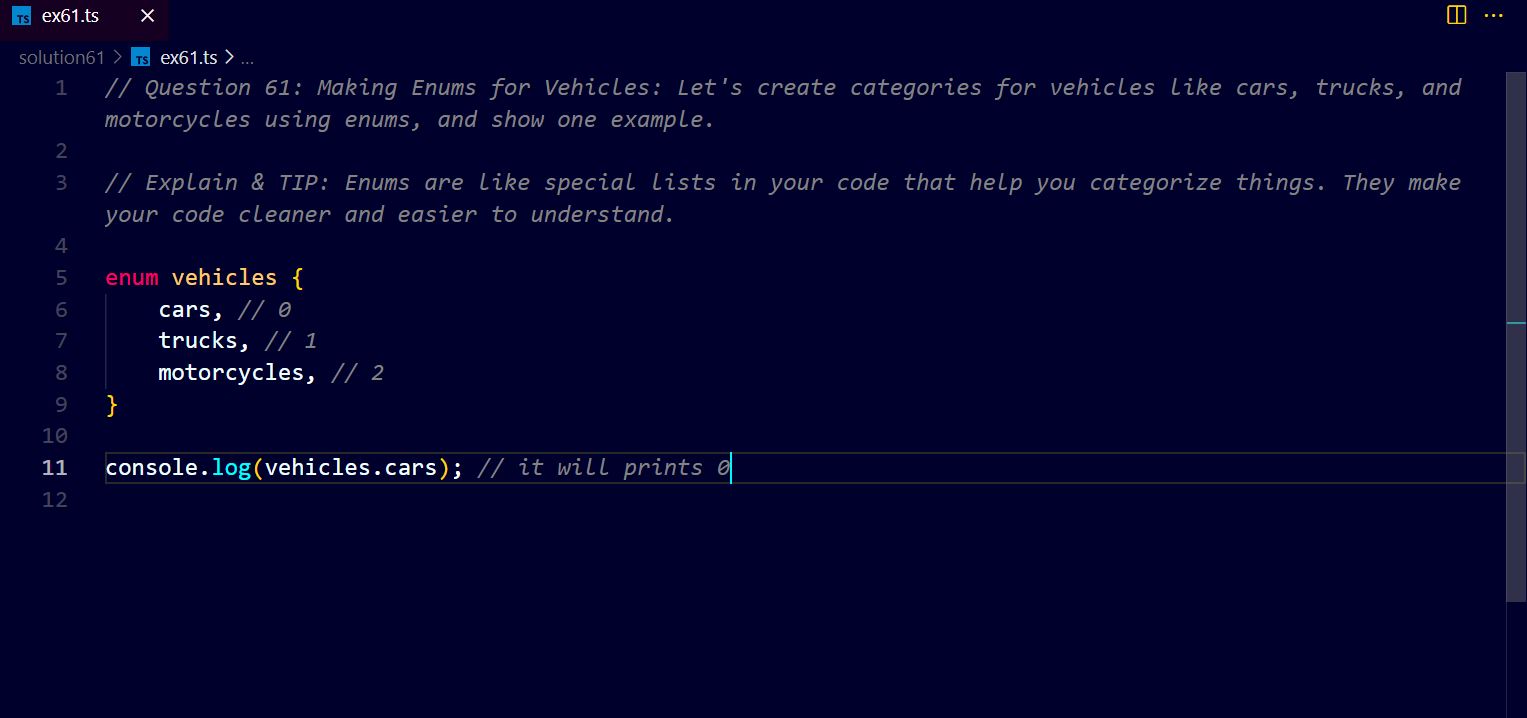 TS ex61.ts ×
solution61 > TS ex61.ts > ...
1 // Question 61: Making Enums for Vehicles: Let's create categories for vehicles like cars, trucks, and
motorcycles using enums, and show one example.
2
3 // Explain & TIP: Enums are like special lists in your code that help you categorize things. They make
your code cleaner and easier to understand.
4
5 enum vehicles {
6     cars, // 0
7     trucks, // 1
8     motorcycles, // 2
9 }
10
11 console.log(vehicles.cars); // it will prints 0
12